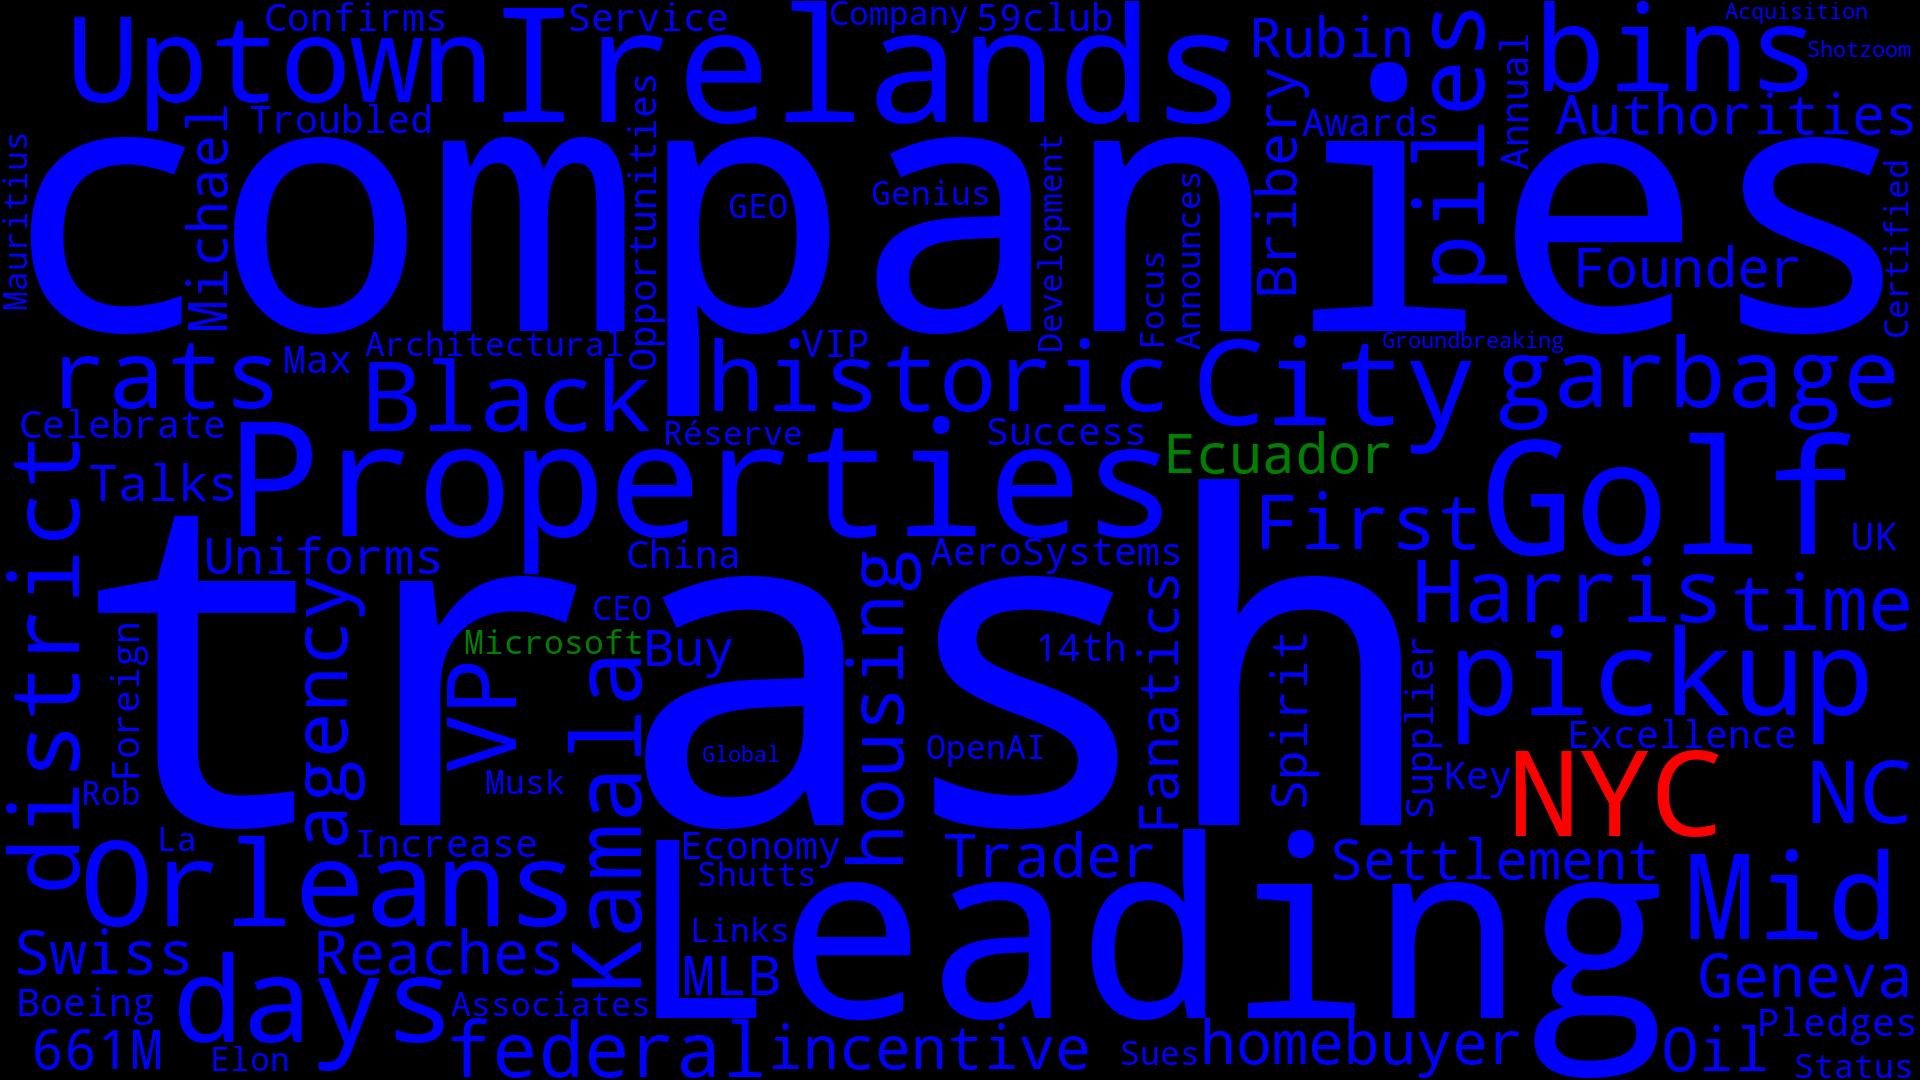 Confirms
Service
Company
59club
Acquisition
Uptown
Irelands
Rubin
piles
bins
Shotzoom
Annual
Troubled
Michael
Opportunities
Bribery
Awards
Authorities
Mauritius
companies
GEO
Genius
Development
Focus
Announces
Founder
Certified
rats
Max
Architectural
VIP
Groundbreaking
Black
historic
City
garbage
Celebrate
Réserve
Success
Ecuador
district
Talks
Properties
First
Golf
UK
Uniforms
China
AeroSystems
Harris
time
trash
agency
CEO
Microsoft
Buy
VP
Kamala
housing
14th
Fanatics
Spirit
Supplier
pickup
Foreign
Excellence
Rob
Musk
Global
OpenAI
Key
NYC
NC
La
Increase
Economy
Trader
Settlement
Orleans
Shutts
Leading
Mid
Swiss
Reaches
Links
MLB
Geneva
Boeing
days
Associates
661M
Elon
federal
incentive
Sues
homebuyer
Oil
Pledges
Status